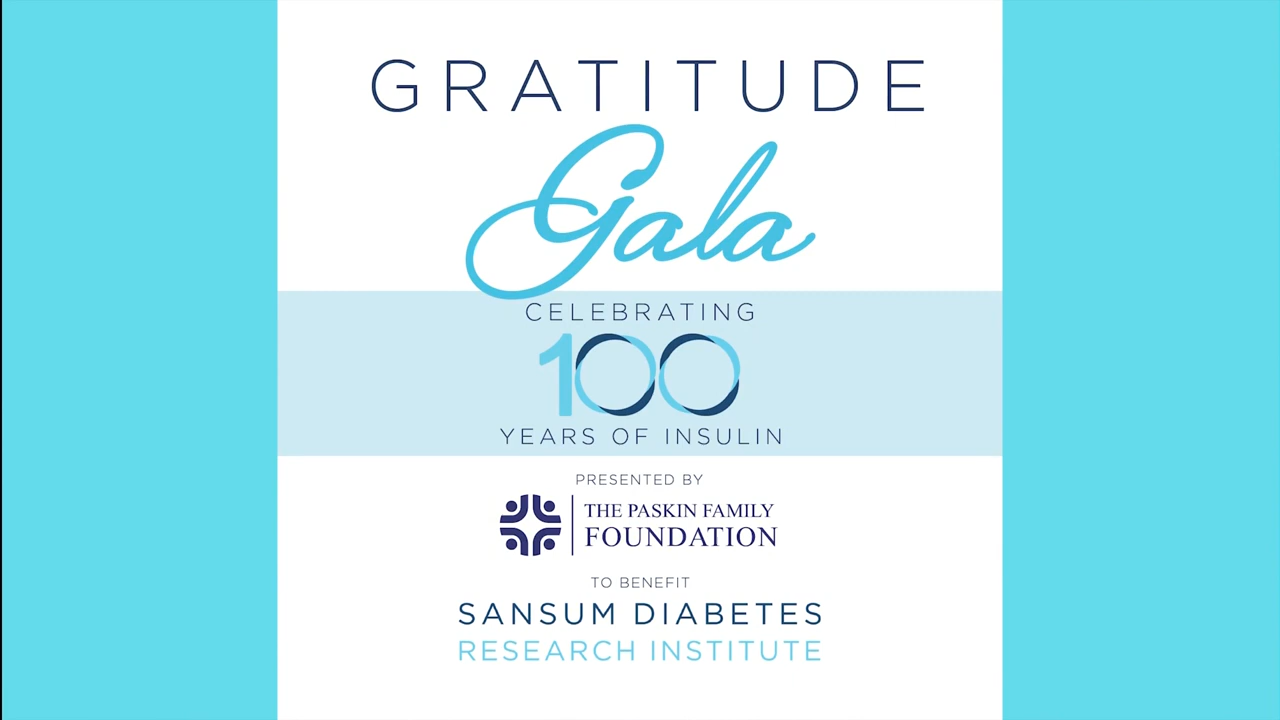 GRATITUDE
Gala
CELEBRATING
100
YEARS OF INSULIN
PRESENTED BY
THE PASKIN FAMILY
FOUNDATION
TO BENEFIT
SANSUM DIABETES
RESEARCH INSTITUTE